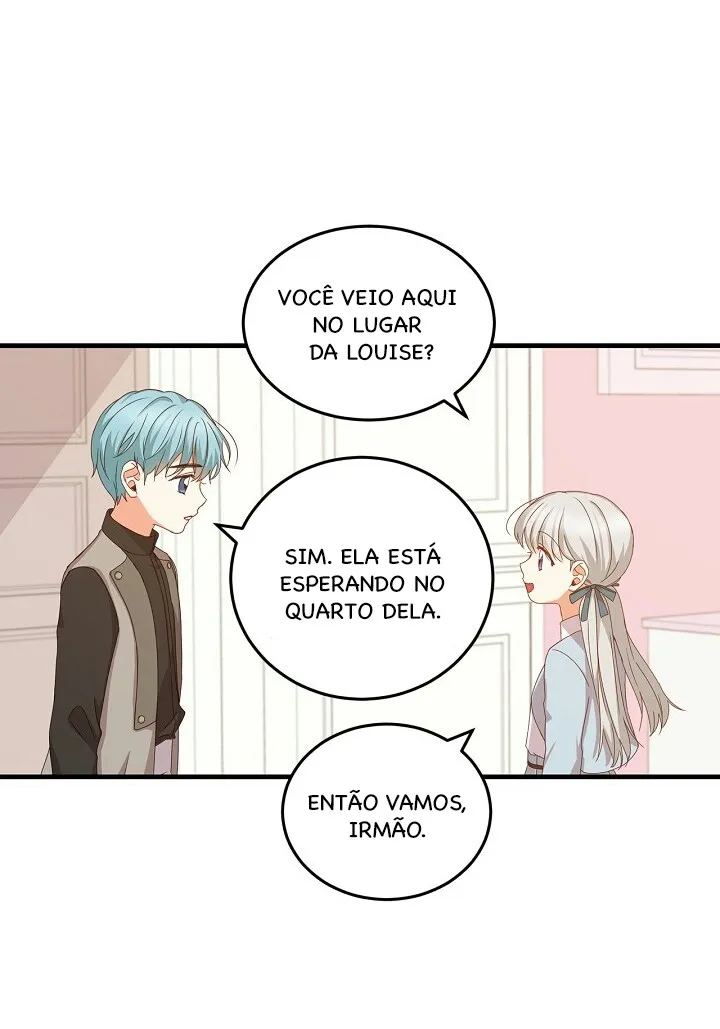 VOCÊ VEIO AQUI
NO LUGAR
DA LOUISE?
SIM. ELA ESTÁ
ESPERANDO NO
QUARTO DELA.
ENTÃO VAMOS,
IRMÃO.